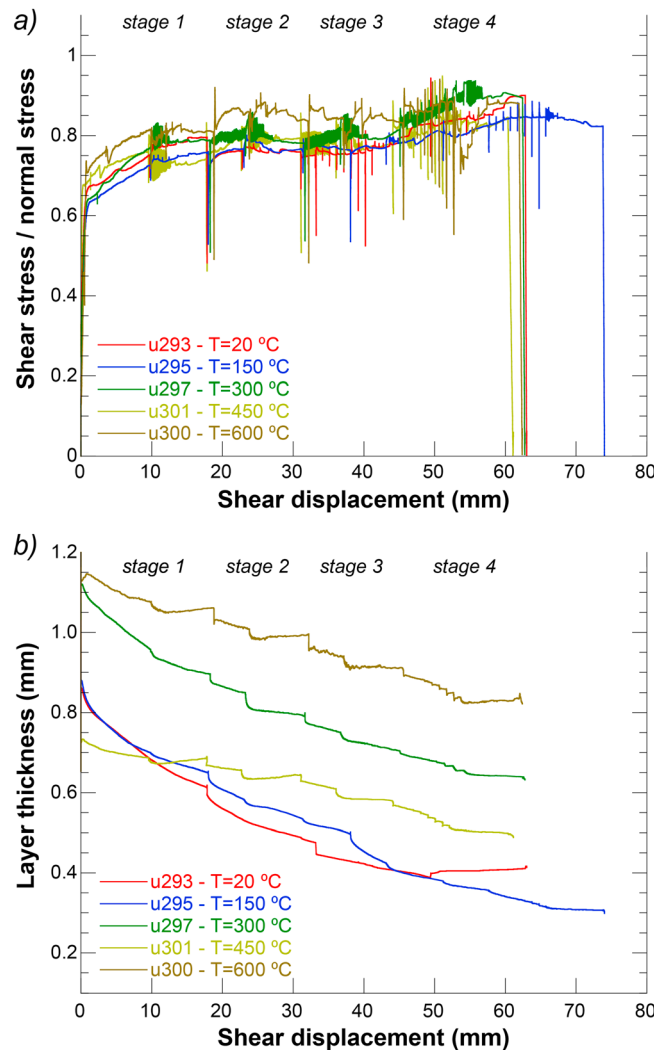 a)
stage 1 stage 2 stage 3 stage 4
1
0.8
0.6
0.4
0.2
0
Shear stress / normal stress
u293 - T=20 ºC
u295 - T=150 ºC
u297 - T=300 ºC
u301 - T=450 ºC
u300 - T=600 ºC
0 10 20 30 40 50 60 70 80
Shear displacement (mm)
b)
stage 1 stage 2 stage 3 stage 4
1.2
1.0
0.8
0.6
0.4
0.2
Layer thickness (mm)
u293 - T=20 ºC
u295 - T=150 ºC
u297 - T=300 ºC
u301 - T=450 ºC
u300 - T=600 ºC
0 10 20 30 40 50 60 70 80
Shear displacement (mm)